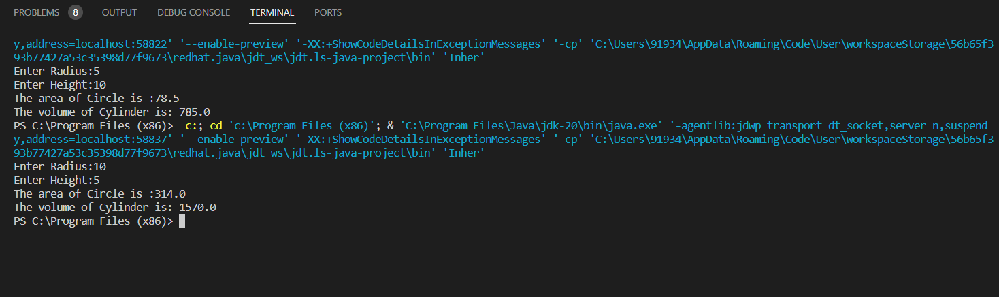 PROBLEMS 8 OUTPUT DEBUG CONSOLE TERMINAL PORTS
y,address=localhost:58822' '--enable-preview' '-XX:+ShowCodeDetailsInExceptionMessages' '-cp' 'C:\Users\91934\AppData\Roaming\Code\User\workspaceStorage\56b65f3
93b77427a53c35398d77f9673\redhat.java\jdt_ws\jdt.ls-java-project\bin' 'Inher'
Enter Radius:5
Enter Height:10
The area of Circle is :78.5
The volume of Cylinder is: 785.0
PS C:\Program Files (x86)>  c:; cd 'c:\Program Files (x86)'; & 'C:\Program Files\Java\jdk-20\bin\java.exe' '-agentlib:jdwp=transport=dt_socket,server=n,suspend=
y,address=localhost:58837' '--enable-preview' '-XX:+ShowCodeDetailsInExceptionMessages' '-cp' 'C:\Users\91934\AppData\Roaming\Code\User\workspaceStorage\56b65f3
93b77427a53c35398d77f9673\redhat.java\jdt_ws\jdt.ls-java-project\bin' 'Inher'
Enter Radius:10
Enter Height:5
The area of Circle is :314.0
The volume of Cylinder is: 1570.0
PS C:\Program Files (x86)>